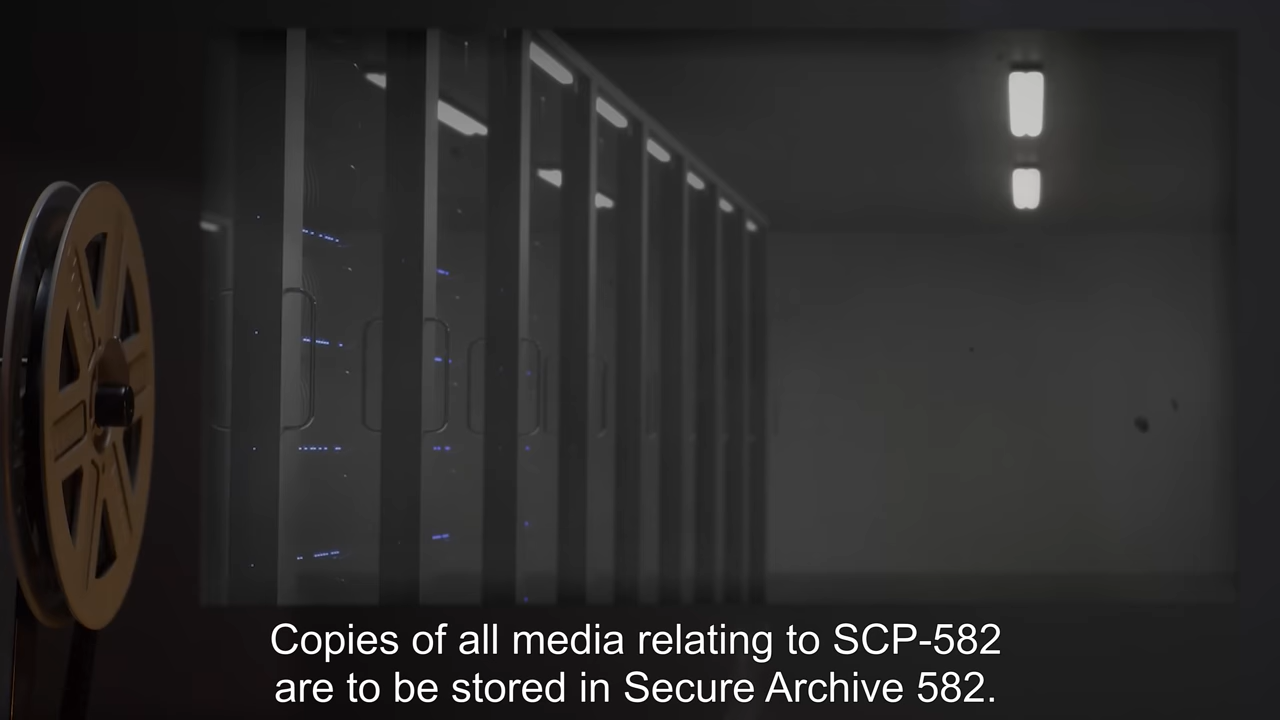 Copies of all media relating to SCP-582
are to be stored in Secure Archive 582.